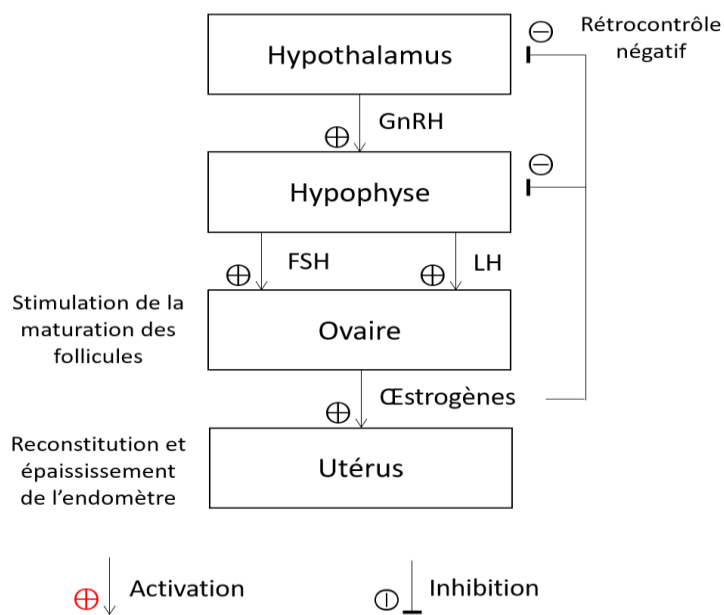 Rétrocontrôle
négatif
Hypothalamus
GnRH
Hypophyse
FSH
LH
Stimulation de la
maturation des
follicules
Ovaire
Œstrogènes
Reconstitution et
épaississement
de l'endomètre
Utérus
Activation
Inhibition